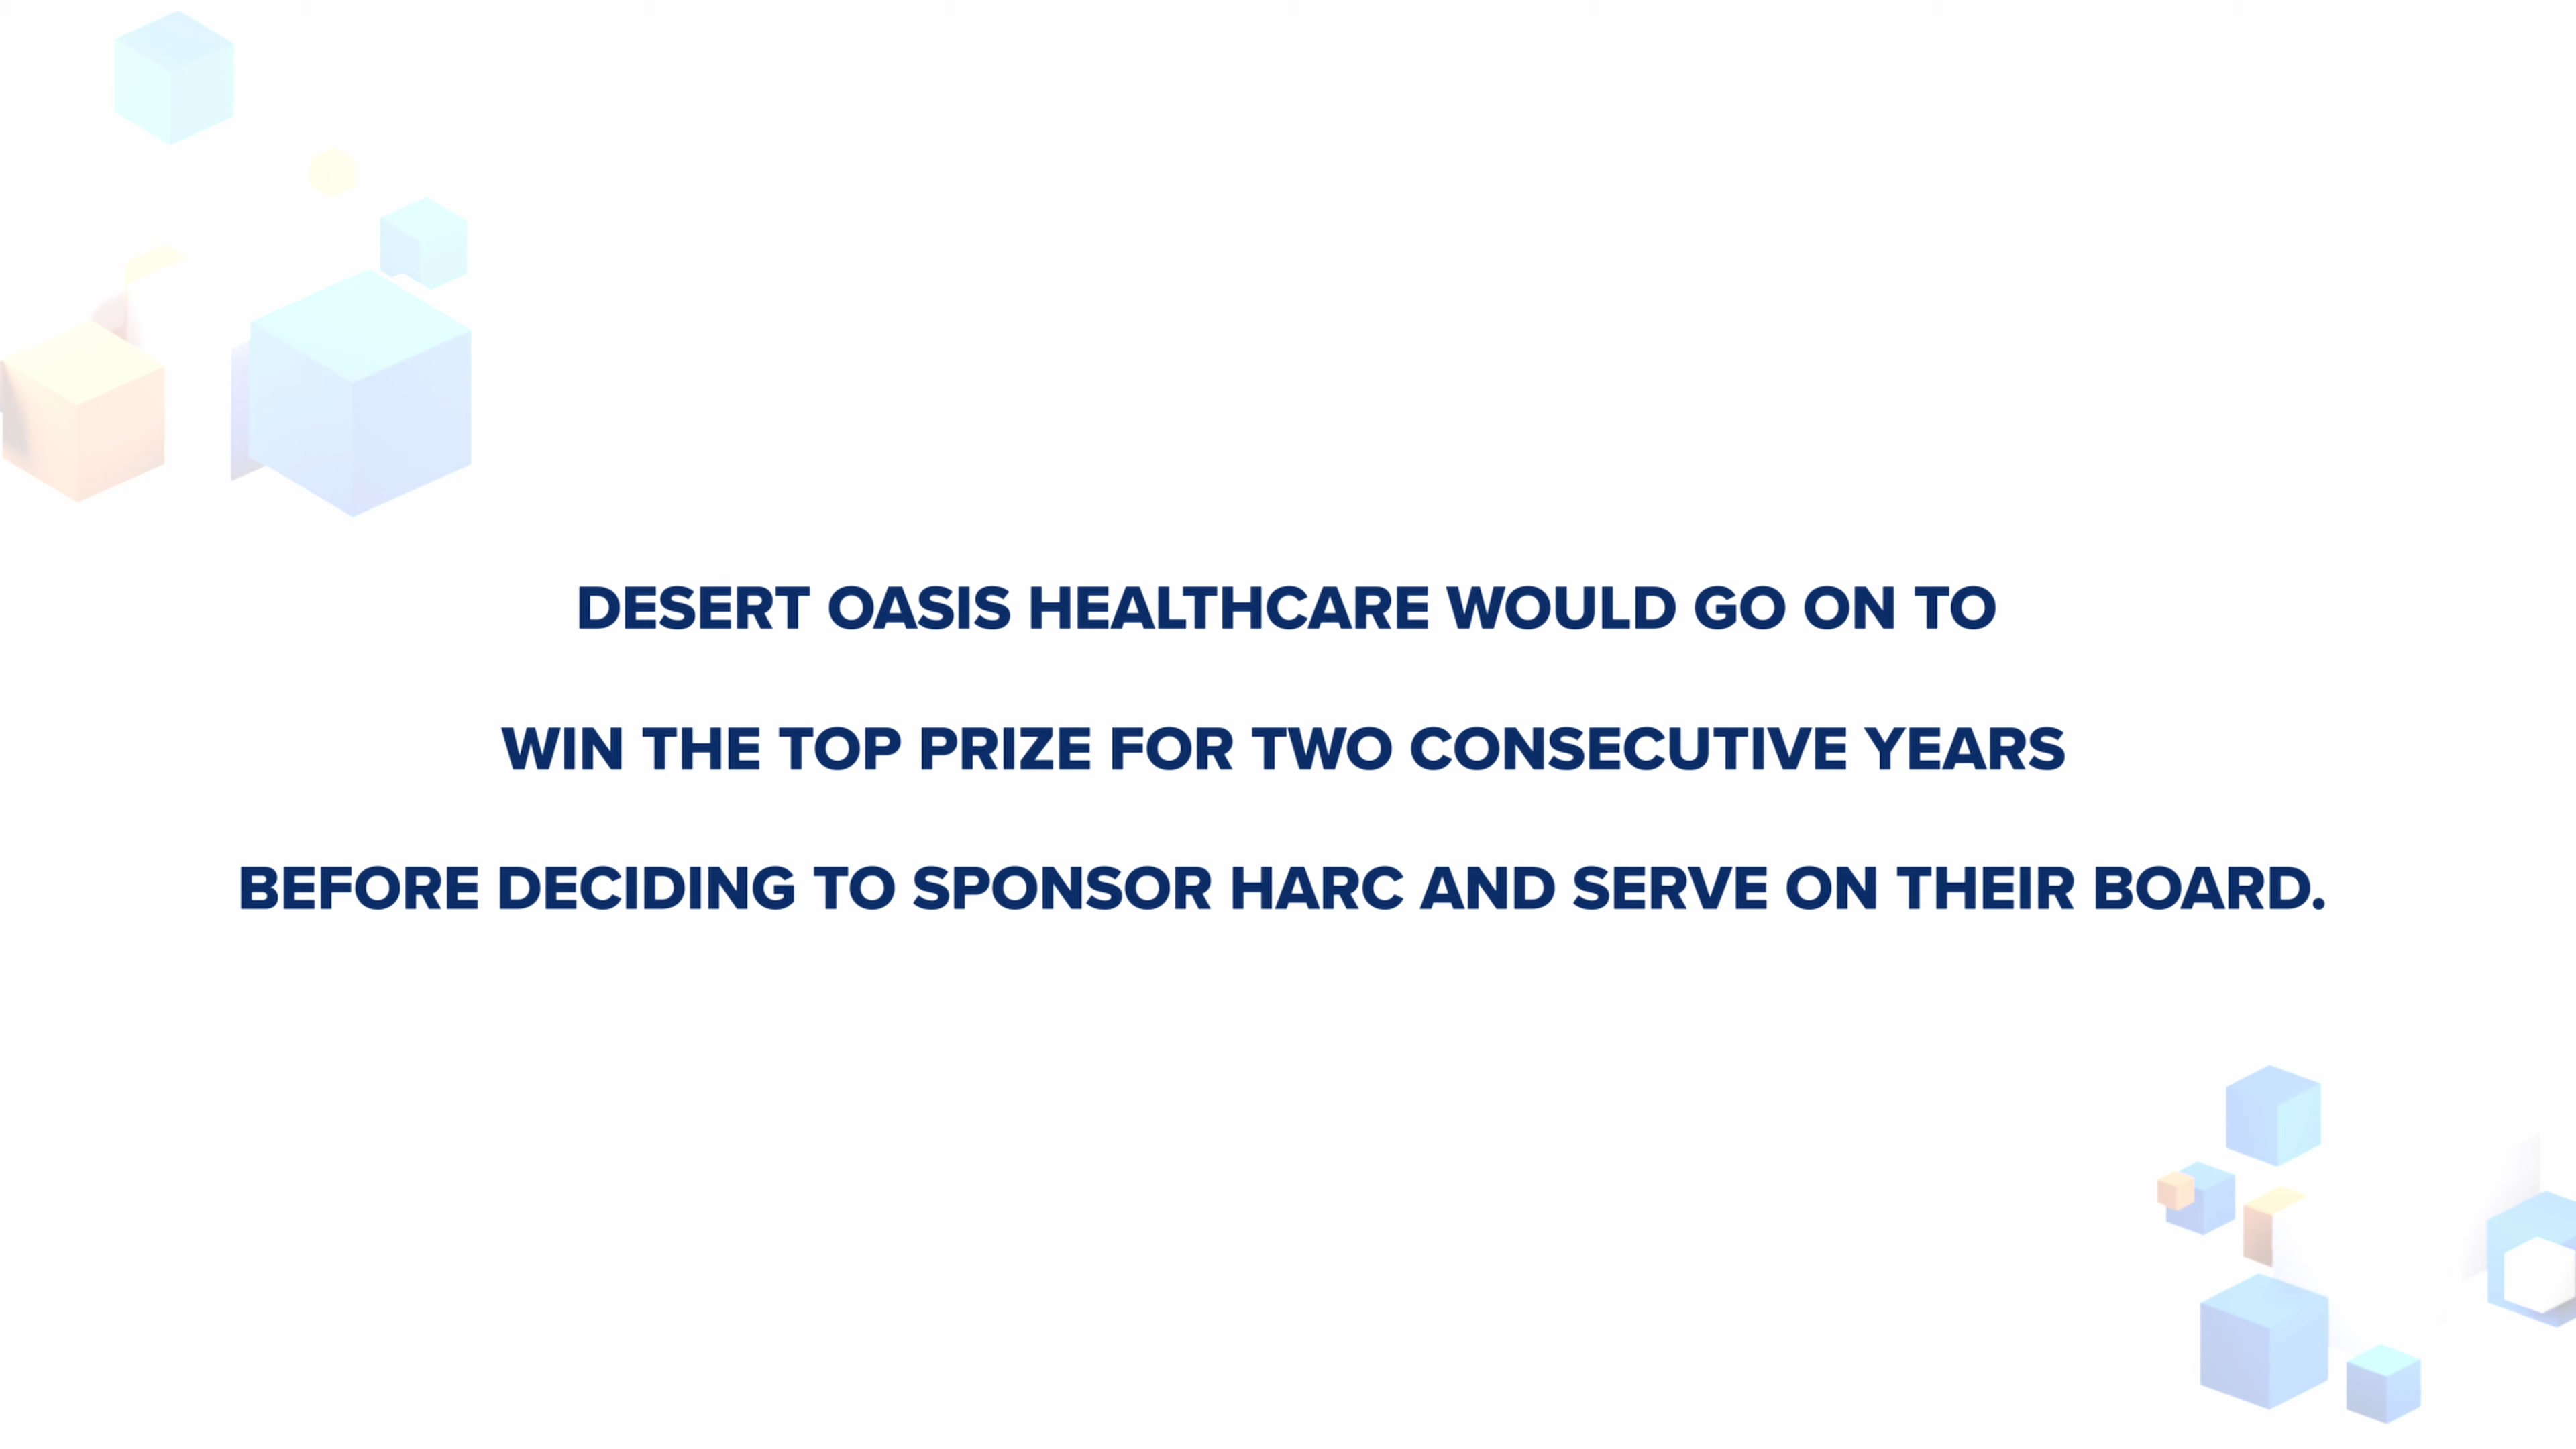 DESERT OASIS HEALTHCARE WOULD GO ON TO
WIN THE TOP PRIZE FOR TWO CONSECUTIVE YEARS
BEFORE DECIDING TO SPONSOR HARC AND SERVE ON THEIR BOARD.